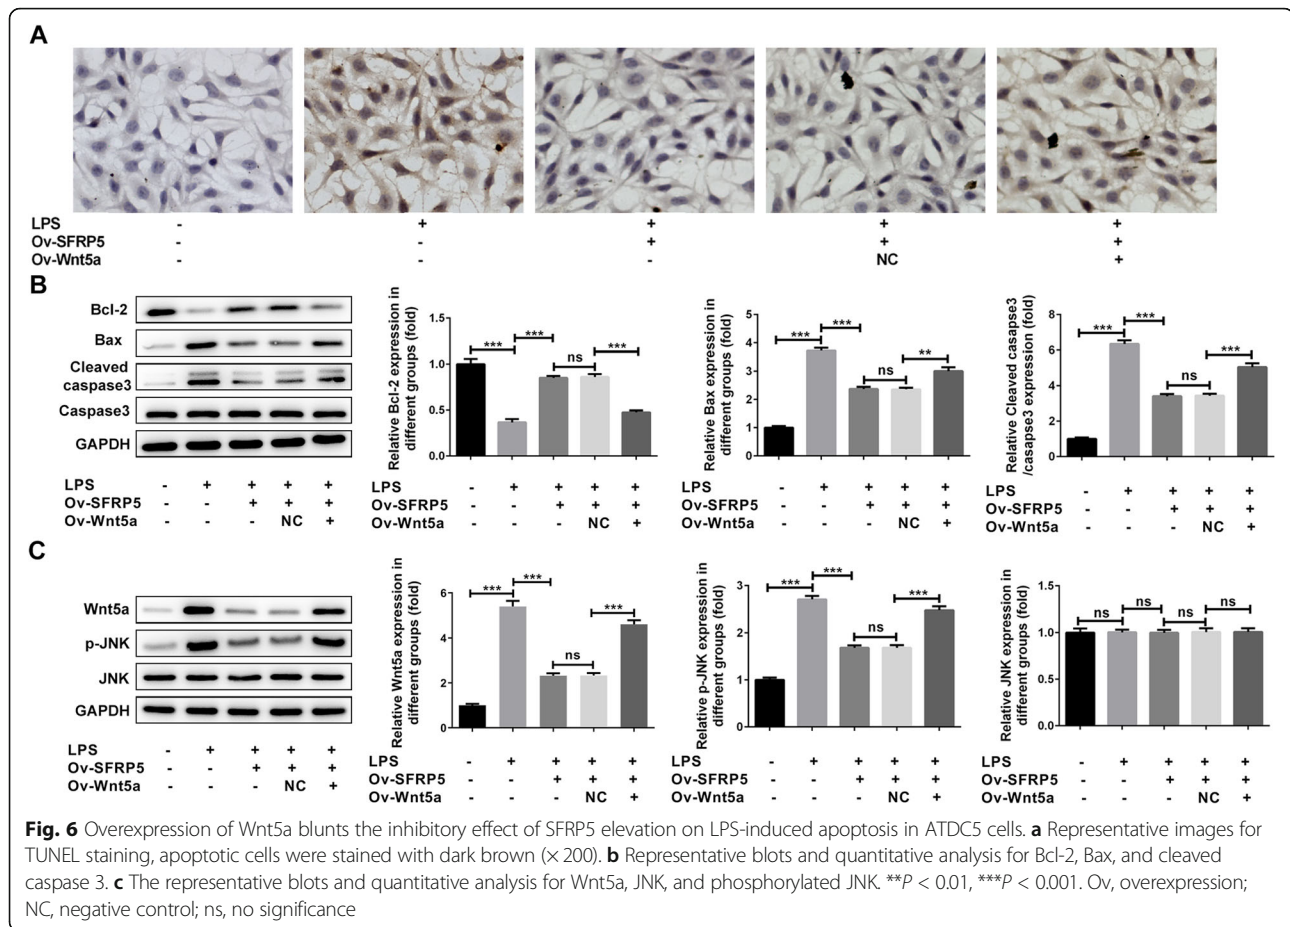 A
LPS - + + + +
Ov-SFRP5 - - + + +
Ov-Wnt5a - - - NC +
B
Bcl-2
Bax
Cleaved
caspase3
Caspase3
GAPDH
LPS - + + + +
Ov-SFRP5 - - + + +
Ov-Wnt5a - - - NC +
Relative Bcl-2 expression in
different groups (fold)
1.5
1.0
0.5
0.0
*** *** ns ***
LPS - + + + +
Ov-SFRP5 - - + + +
Ov-Wnt5a - - - NC +
Relative Bax expression in
different groups (fold)
5
4
3
2
1
0
*** *** ns **
LPS - + + + +
Ov-SFRP5 - - + + +
Ov-Wnt5a - - - NC +
Relative Cleaved casapse3
/casapse3 expression (fold)
8
6
4
2
0
*** *** ns ***
LPS - + + + +
Ov-SFRP5 - - + + +
Ov-Wnt5a - - - NC +
C
Wnt5a
p-JNK
JNK
GAPDH
LPS - + + + +
Ov-SFRP5 - - + + +
Ov-Wnt5a - - - NC +
Relative Wnt5a expression in
different groups (fold)
6
4
2
0
*** *** ns ***
LPS - + + + +
Ov-SFRP5 - - + + +
Ov-Wnt5a - - - NC +
Relative p-JNK expression in
different groups (fold)
3
2
1
0
*** *** ns ***
LPS - + + + +
Ov-SFRP5 - - + + +
Ov-Wnt5a - - - NC +
Relative JNK expression in
different groups (fold)
1.5
1.0
0.5
0.0
ns ns ns ns
LPS - + + + +
Ov-SFRP5 - - + + +
Ov-Wnt5a - - - NC +
Fig. 6 Overexpression of Wnt5a blunts the inhibitory effect of SFRP5 elevation on LPS-induced apoptosis in ATDC5 cells. a Representative images for
TUNEL staining, apoptotic cells were stained with dark brown (× 200). b Representative blots and quantitative analysis for Bcl-2, Bax, and cleaved
caspase 3. c The representative blots and quantitative analysis for Wnt5a, JNK, and phosphorylated JNK. **P < 0.01, ***P < 0.001. Ov, overexpression;
NC, negative control; ns, no significance